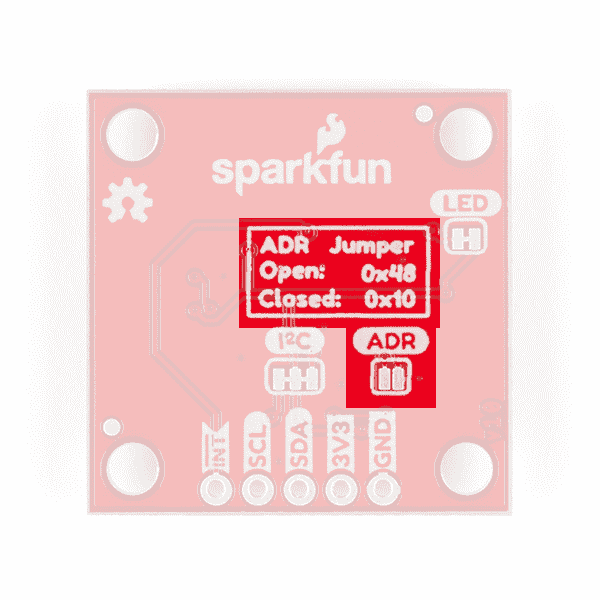 sparkfun
LED
ADR Jumper
Open: 0x48
Closed: 0x10
I²C
ADR
INT
SCL
SDA
3V3
GND